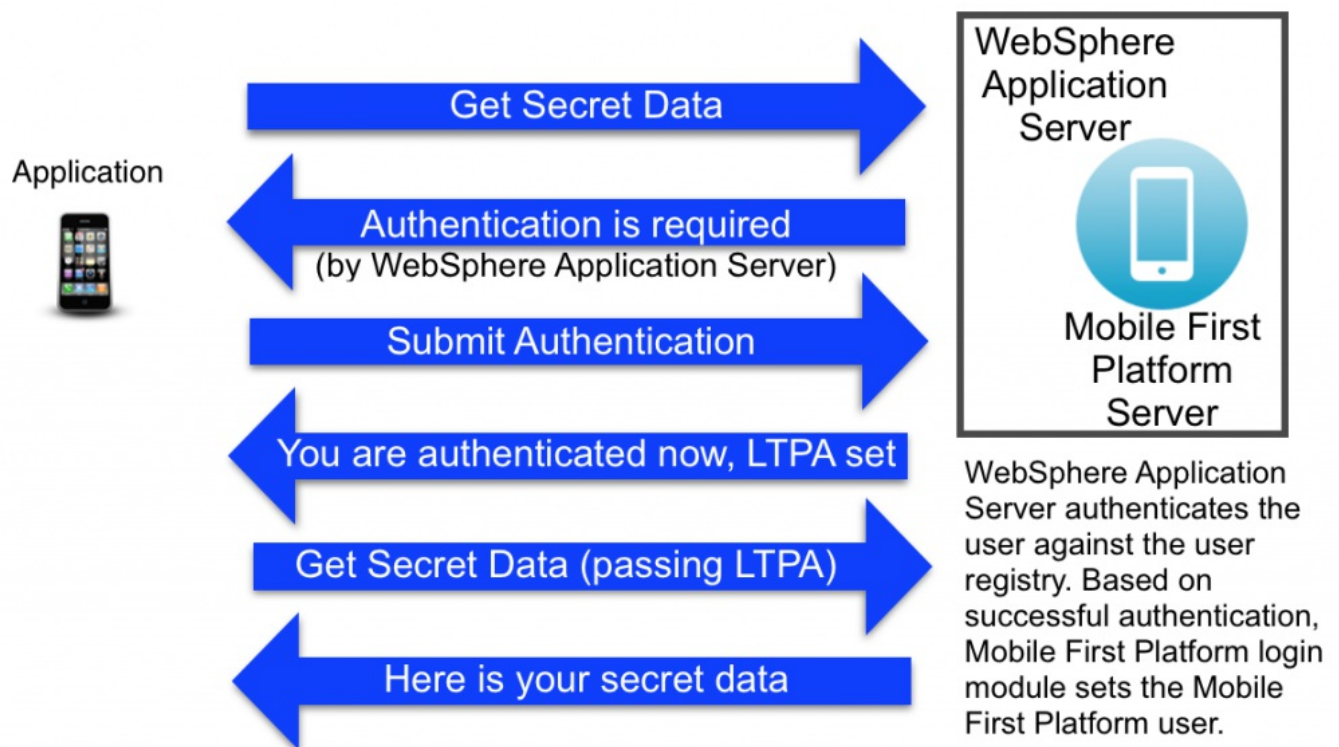 WebSphere
Application
Server
Get Secret Data
Application
Authentication is required
(by WebSphere Application Server)
Mobile First
Platform
Server
Submit Authentication
You are authenticated now, LTPA set
Get Secret Data (passing LTPA)
Here is your secret data
WebSphere Application
Server authenticates the
user against the user
registry. Based on
successful authentication,
Mobile First Platform login
module sets the Mobile
First Platform user.